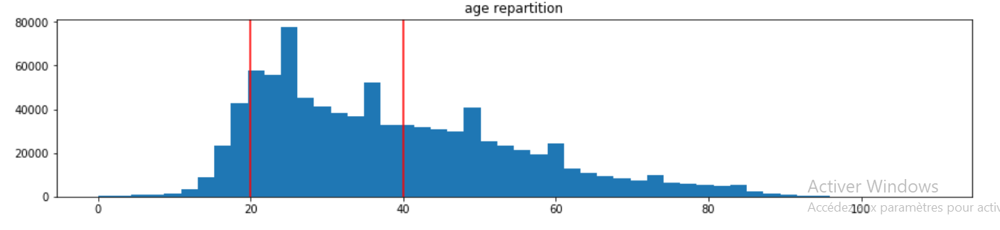 age repartition
80000
60000
40000
20000
0
0 20 40 60 80 100
Activer Windows
Accédez aux paramètres pour activ